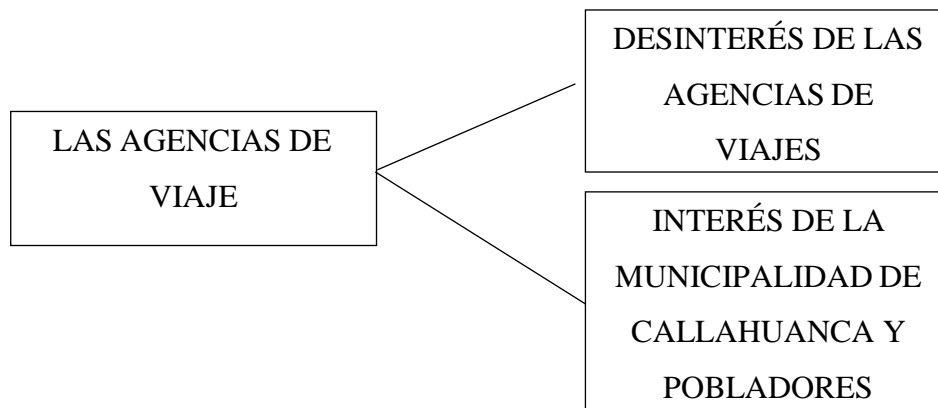 LAS AGENCIAS DE
VIAJE
DESINTERÉS DE LAS
AGENCIAS DE
VIAJES
INTERÉS DE LA
MUNICIPALIDAD DE
CALLAHUANCA Y
POBLADORES